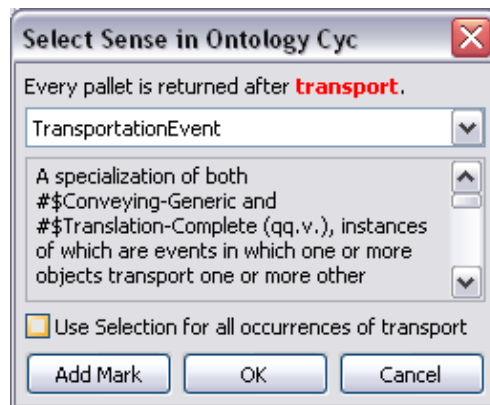 Select Sense in Ontology Cyc
Every pallet is returned after transport.
TransportationEvent
A specialization of both
#$Conveying-Generic and
#$Translation-Complete (qq.v.), instances
of which are events in which one or more
objects transport one or more other
Use Selection for all occurrences of transport
Add Mark OK Cancel